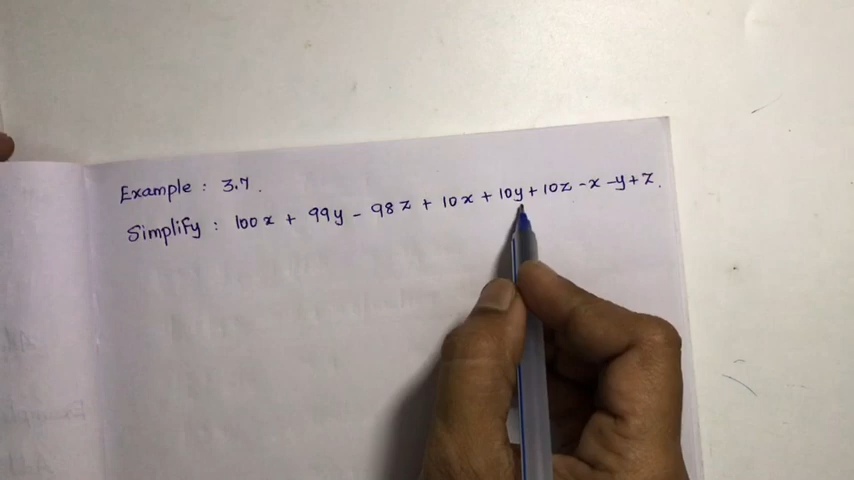 Example : 3.7.
Simplify : 100x + 99y - 98z + 10x + 10y + 10z - x - y + z.